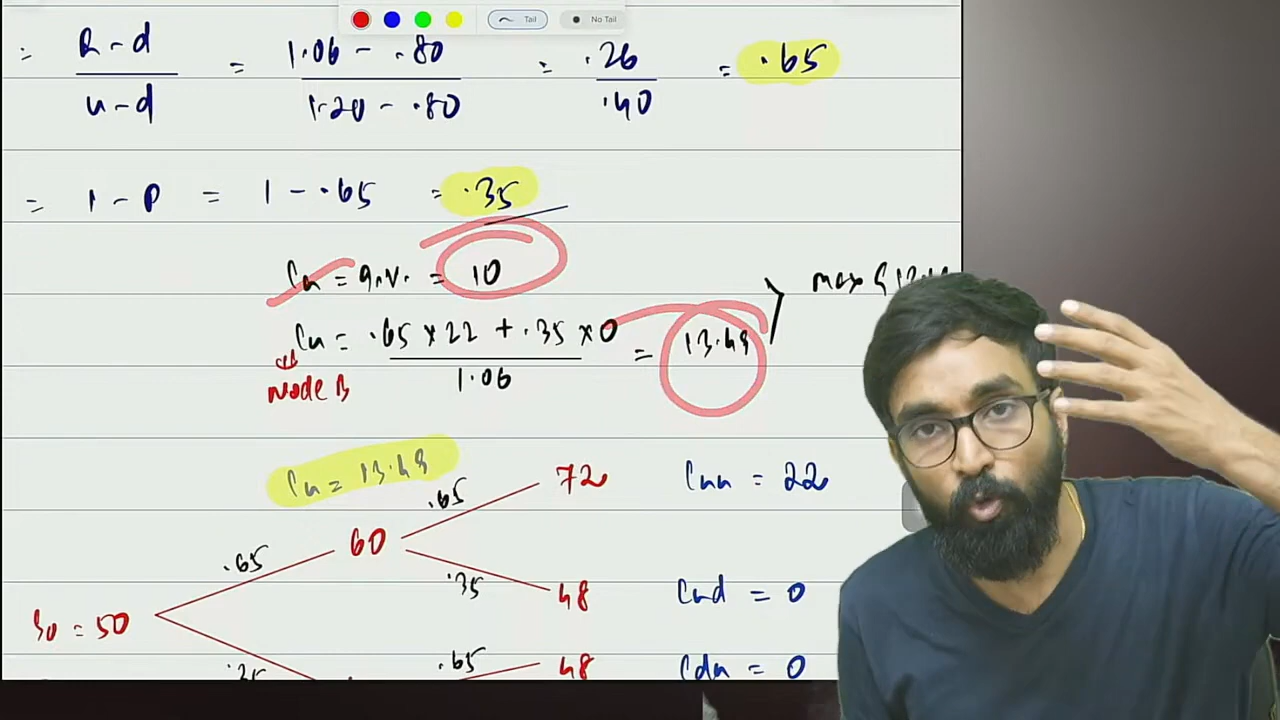 Tail No Tail
= R - d / u - d = 1.06 - .80 / 1.20 - .80 = .26 / .40 = .65
= 1 - P = 1 - .65 = .35
Cu = g.v. = 10
max {
Cu = .65 x 22 + .35 x 0 / 1.06 = 13.49
Node B
Cu = 13.49
.65 72 Cuu = 22
.65 60
.35 48 Cud = 0
S0 = 50
.65 48 Cdu = 0